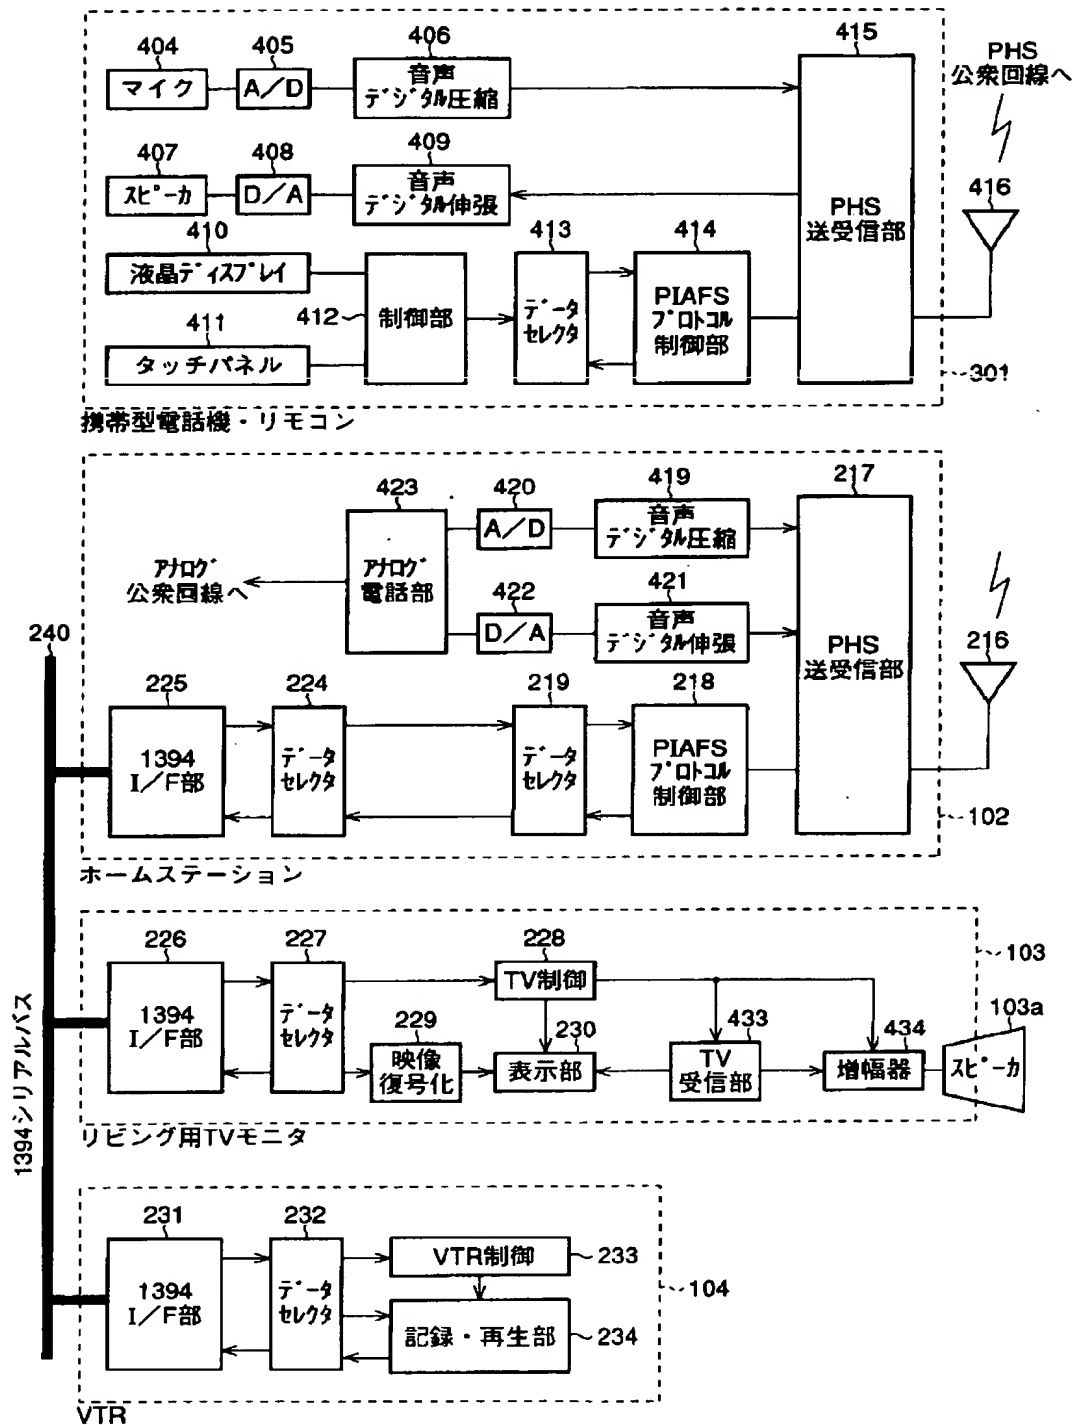 404
405
406
415
マイク
A/D
音声
デジタル圧縮
PHS
公衆回線へ
407
408
409
スピーカ
D/A
音声
デジタル伸張
PHS
送受信部
416
410
413
414
液晶ディスプレイ
412
制御部
データ
セレクタ
PIAFS
プロトコル
制御部
411
タッチパネル
301
携帯型電話機・リモコン
423
420
419
217
A/D
音声
デジタル圧縮
アナログ
公衆回線へ
アナログ
電話部
422
421
D/A
音声
デジタル伸張
PHS
送受信部
216
240
225
224
219
218
1394
I/F部
データ
セレクタ
データ
セレクタ
PIAFS
プロトコル
制御部
102
ホームステーション
226
227
228
103
TV制御
1394
I/F部
データ
セレクタ
229
映像
復号化
230
表示部
433
TV
受信部
434
増幅器
103a
スピーカ
リビング用TVモニタ
1394シリアルバス
231
232
VTR制御
233
1394
I/F部
データ
セレクタ
記録・再生部
234
104
VTR